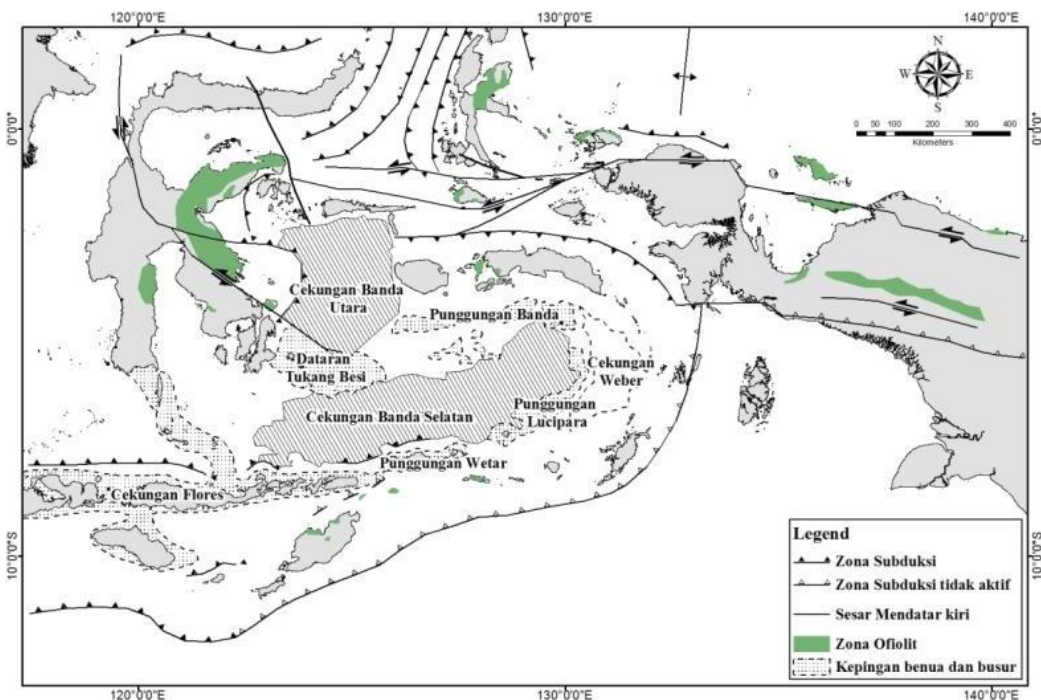 120°0'0"E
130°0'0"E
140°0'0"E
N
W
E
S
0 50 100 200 300 400
Kilometers
0°0'0"
0°0'0"
Cekungan Banda
Utara
Punggungan Banda
Dataran
Tukang Besi
Cekungan
Weber
Cekungan Banda Selatan
Punggungan
Lucipara
Punggungan Wetar
Cekungan Flores
10°0'0"S
10°0'0"S
Legend
Zona Subduksi
Zona Subduksi tidak aktif
Sesar Mendatar kiri
Zona Ofiolit
Kepingan benua dan busur
120°0'0"E
130°0'0"E
140°0'0"E